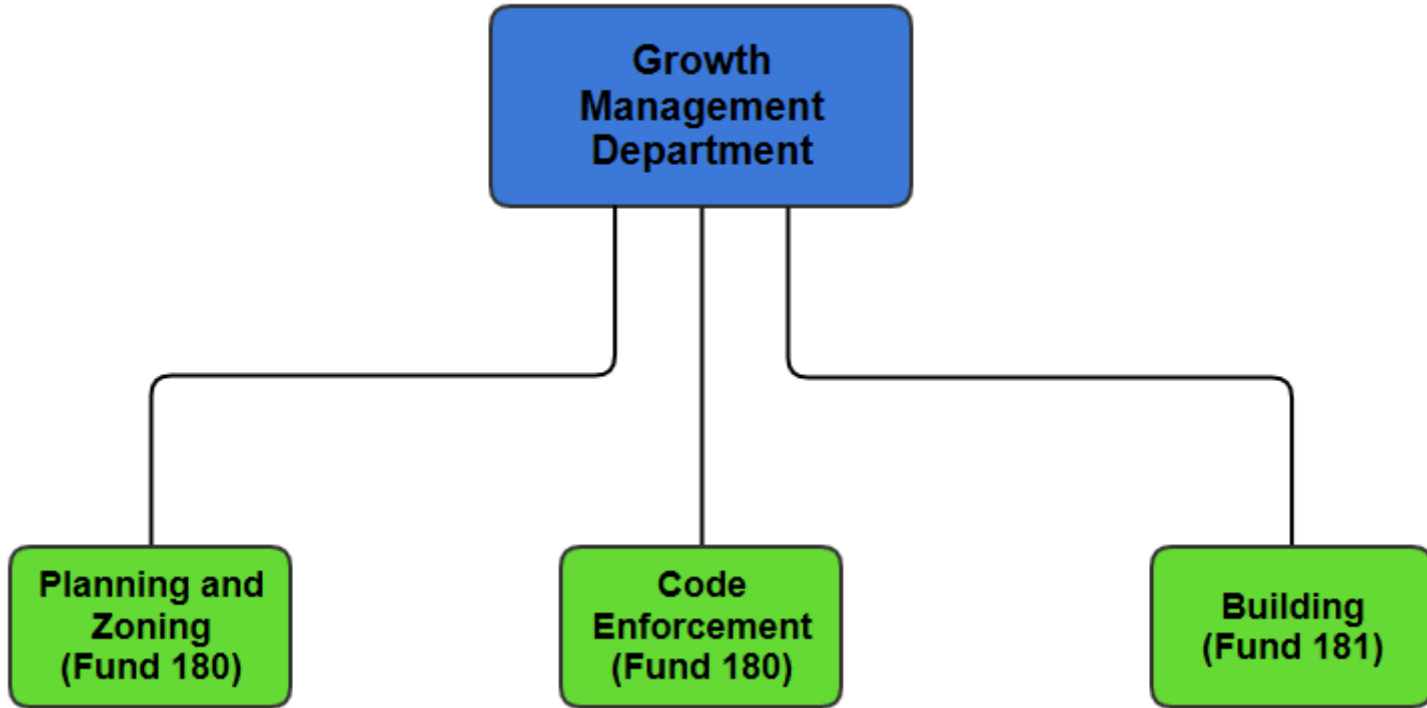 Growth
Management
Department
Planning and
Zoning
(Fund 180)
Code
Enforcement
(Fund 180)
Building
(Fund 181)